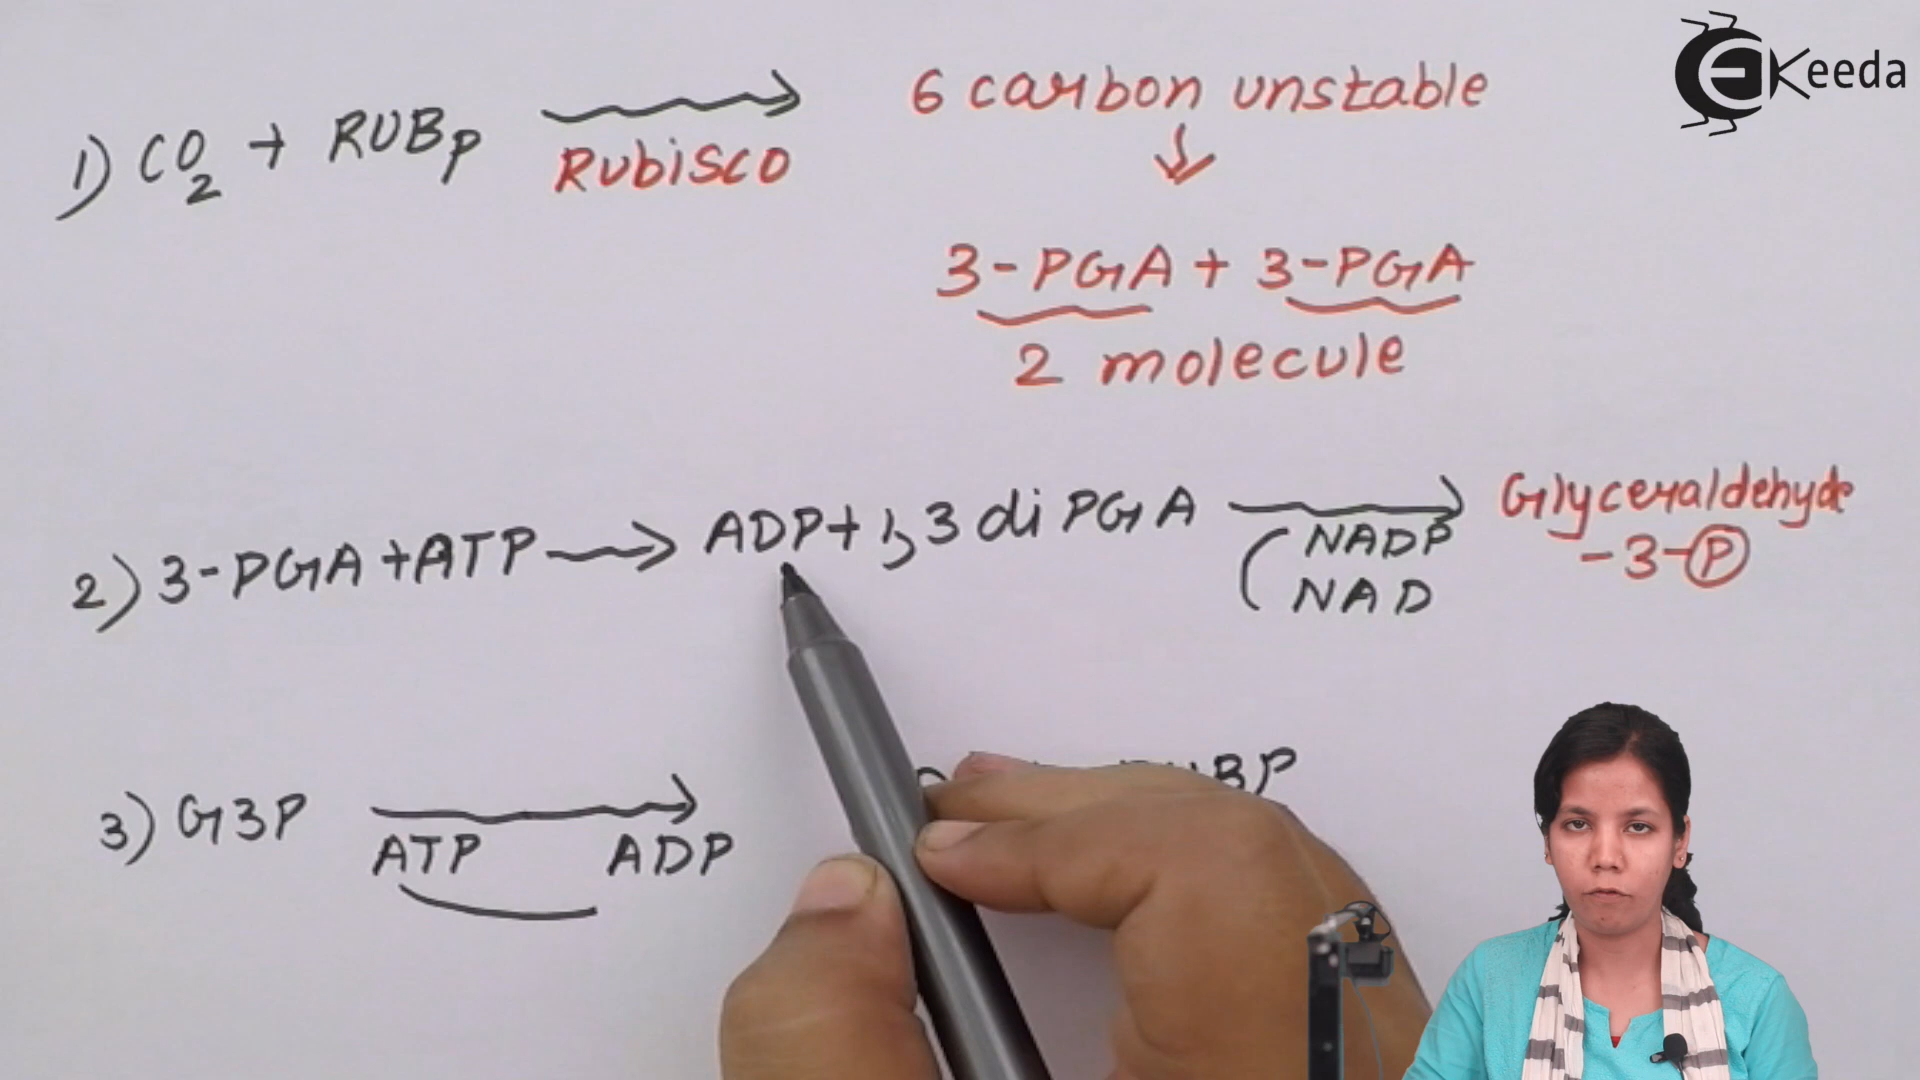 EKeeda
1) CO2 + RUBP Rubisco 6 carbon unstable
3-PGA + 3-PGA
2 molecule
2) 3-PGA + ATP ADP + 1,3 di PGA NADP Glyceraldehyde
NAD -3-P
3) G3P ATP ADP